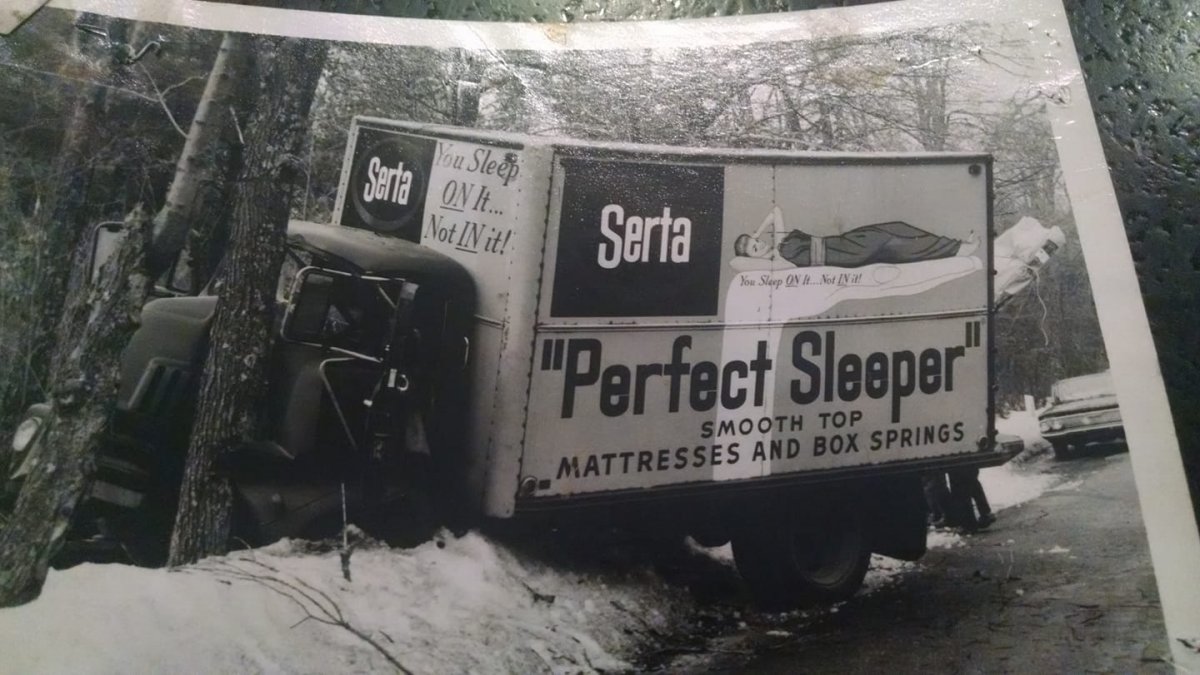 Serta
You Sleep
ON It...
Not IN it!
Serta
You Sleep ON It...Not IN it!
"Perfect Sleeper"
SMOOTH TOP
MATTRESSES AND BOX SPRINGS